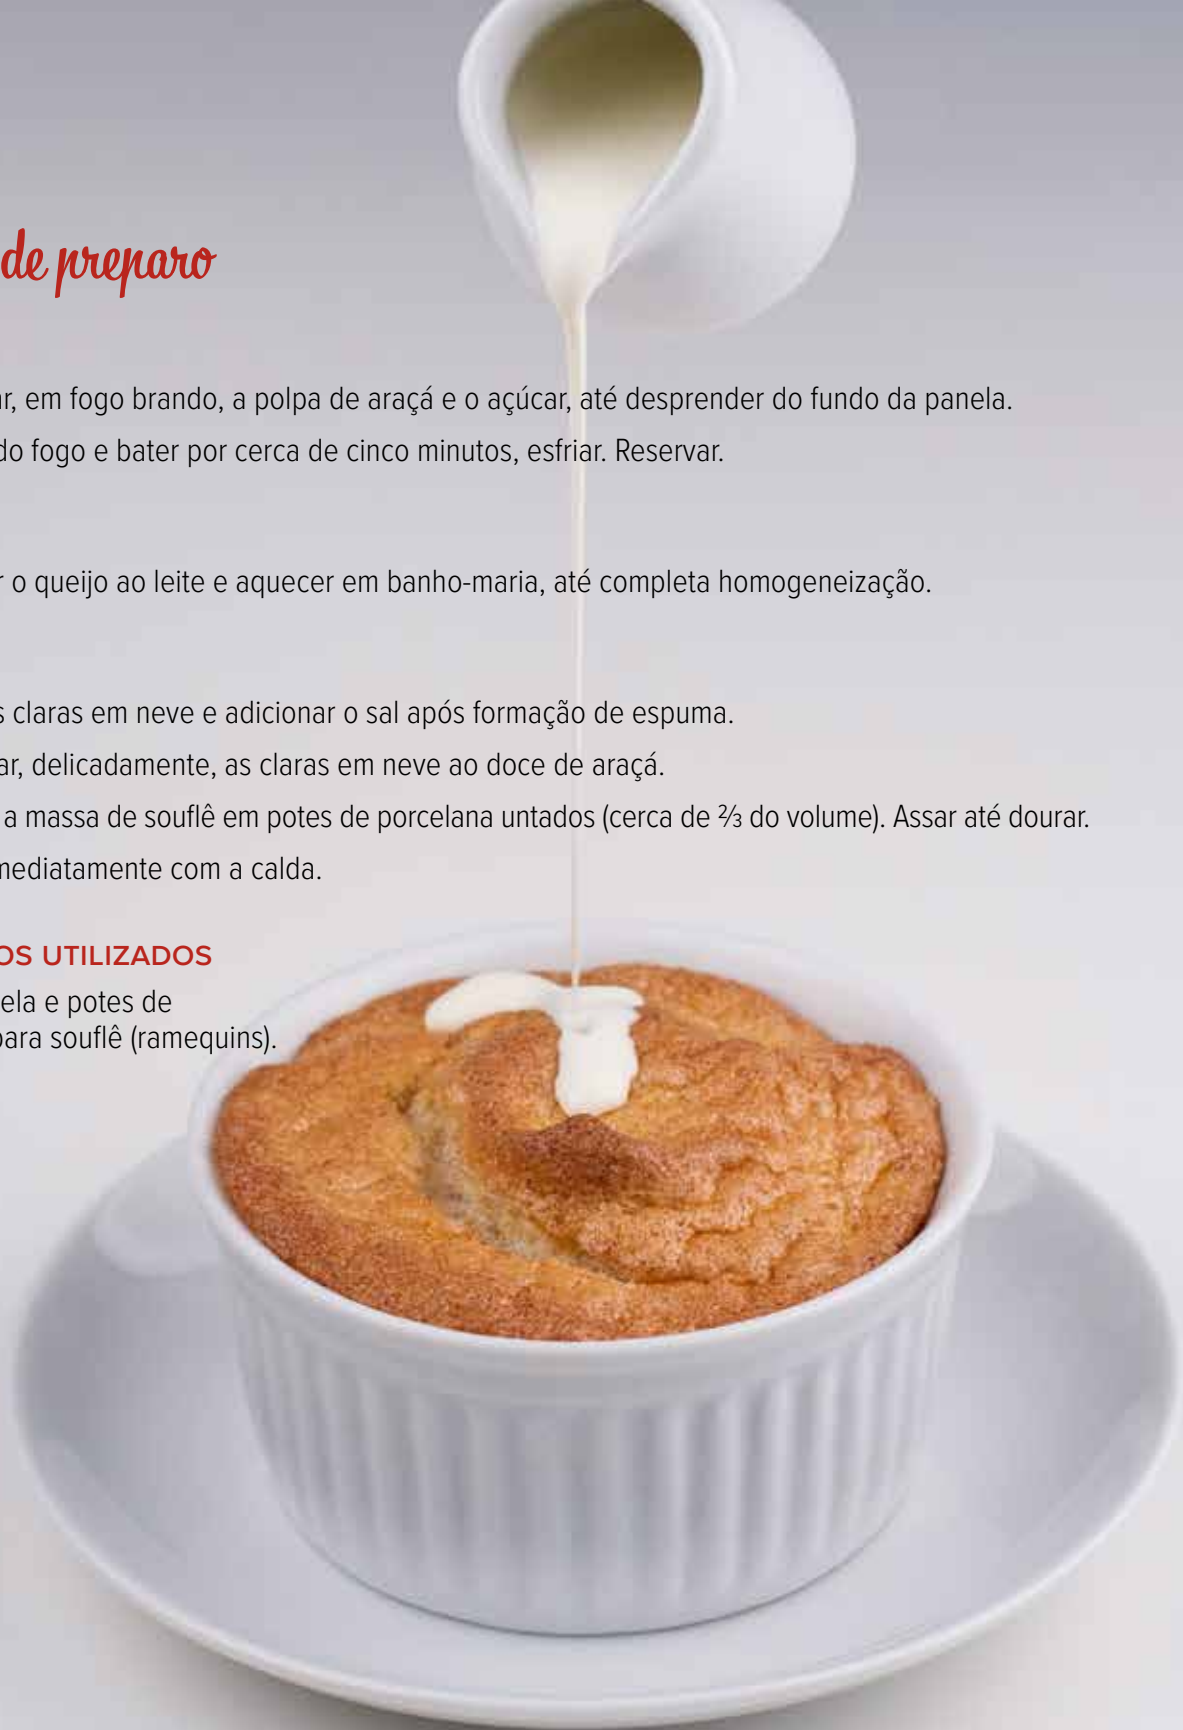 de preparo
ar, em fogo brando, a polpa de araçá e o açúcar, até desprender do fundo da panela.
do fogo e bater por cerca de cinco minutos, esfriar. Reservar.
r o queijo ao leite e aquecer em banho-maria, até completa homogeneização.
s claras em neve e adicionar o sal após formação de espuma.
ar, delicadamente, as claras em neve ao doce de araçá.
a massa de souflê em potes de porcelana untados (cerca de ⅔ do volume). Assar até dourar.
mediatamente com a calda.
OS UTILIZADOS
ela e potes de
para souflê (ramequins).